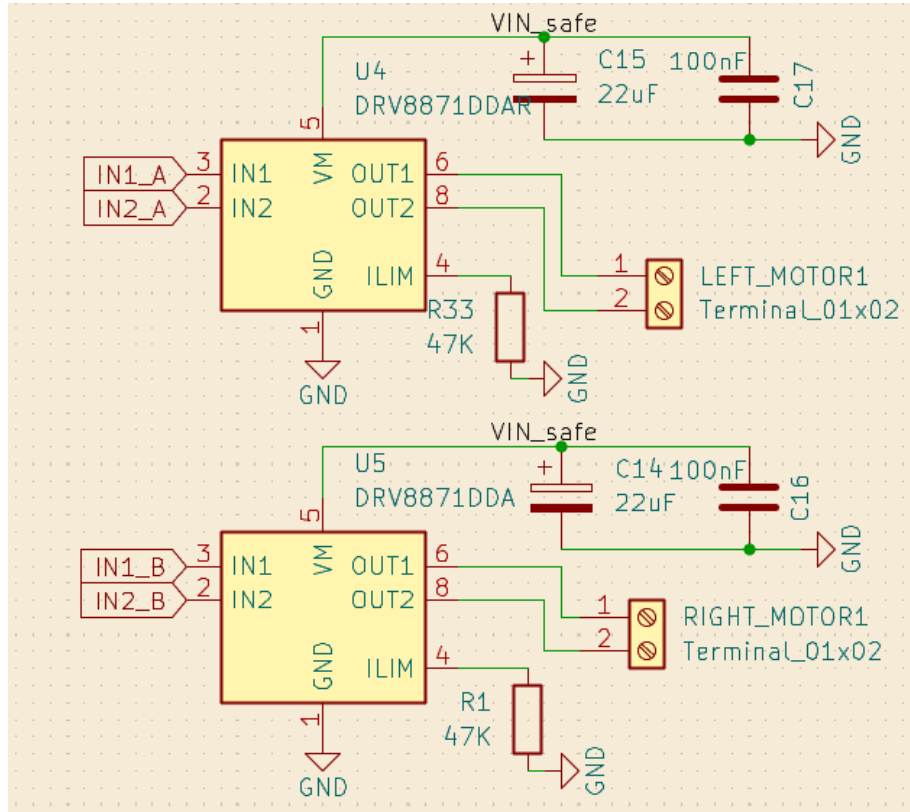 VIN_safe
U4
DRV8871DDAR
C15
22uF
100nF
C17
GND
5
VM
IN1_A
3
IN1
OUT1
6
IN2_A
2
IN2
OUT2
8
GND
ILIM
4
1
GND
R33
47K
GND
1
2
LEFT_MOTOR1
Terminal_01x02
VIN_safe
U5
DRV8871DDA
C14
22uF
100nF
C16
GND
5
VM
IN1_B
3
IN1
OUT1
6
IN2_B
2
IN2
OUT2
8
GND
ILIM
4
1
GND
R1
47K
GND
1
2
RIGHT_MOTOR1
Terminal_01x02